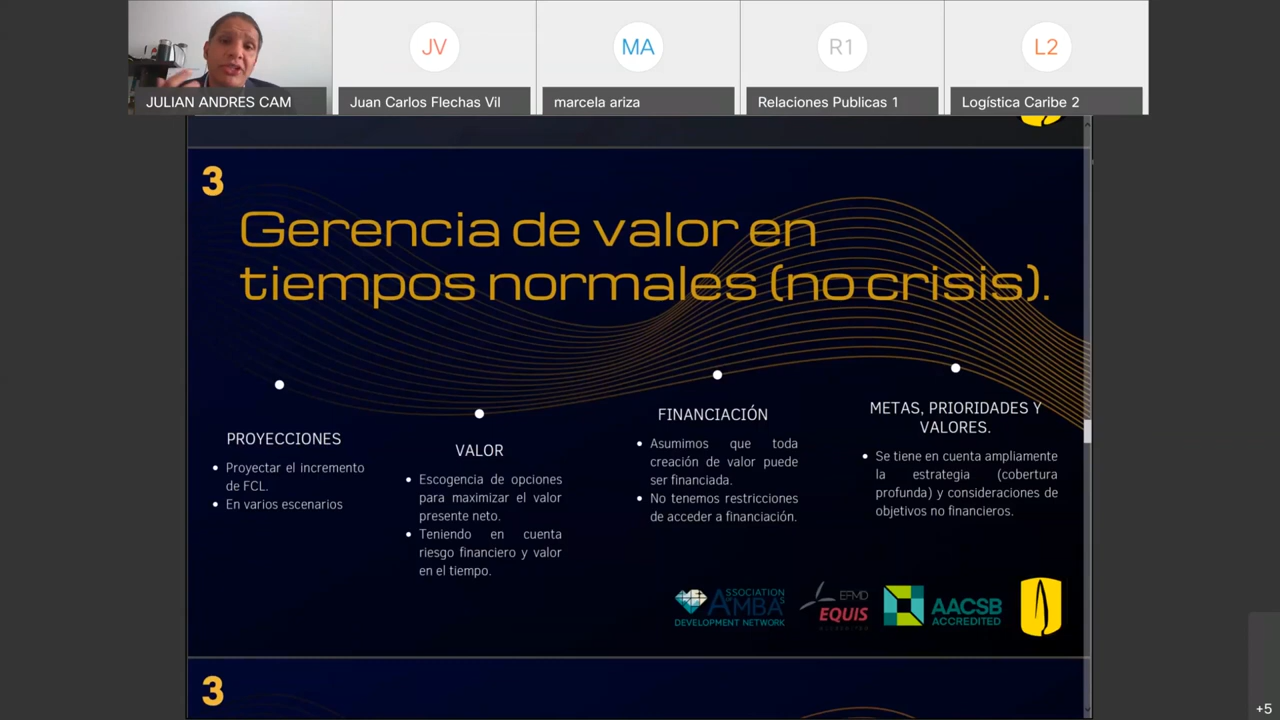 JV
MA
R1
L2
JULIAN ANDRES CAM
Juan Carlos Flechas Vil
marcela ariza
Relaciones Publicas 1
Logística Caribe 2
3
Gerencia de valor en
tiempos normales (no crisis).
PROYECCIONES
• Proyectar el incremento
de FCL.
• En varios escenarios
VALOR
• Escogencia de opciones
para maximizar el valor
presente neto.
• Teniendo en cuenta
riesgo financiero y valor
en el tiempo.
FINANCIACIÓN
• Asumimos que toda
creación de valor puede
ser financiada.
• No tenemos restricciones
de acceder a financiación.
METAS, PRIORIDADES Y
VALORES.
• Se tiene en cuenta ampliamente
la estrategia (cobertura
profunda) y consideraciones de
objetivos no financieros.
ASSOCIATION
AMBA'S
DEVELOPMENT NETWORK
EFMD
EQUIS
ACCREDITED
AACSB
ACCREDITED
3
+5